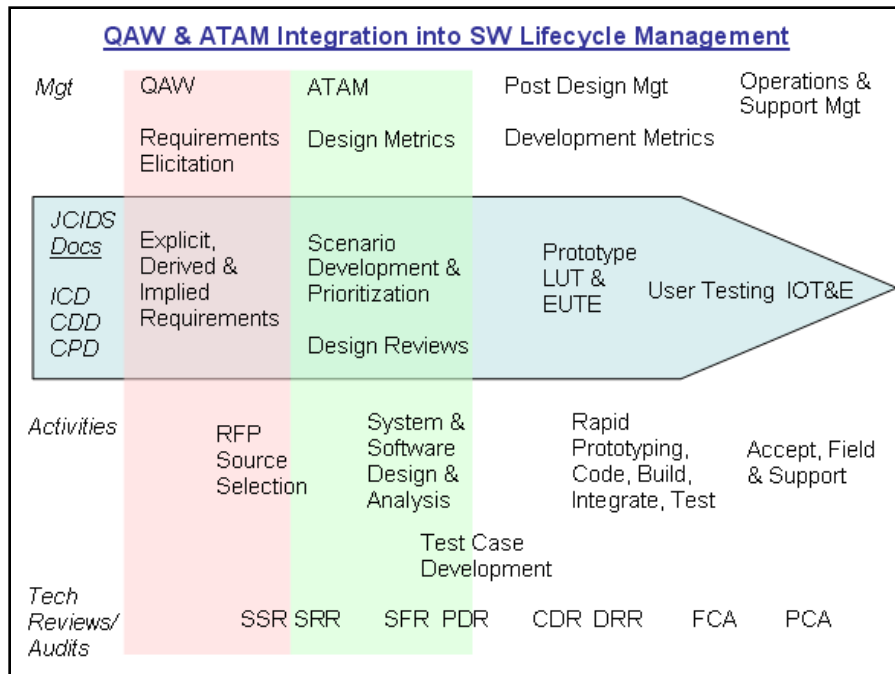 QAW & ATAM Integration into SW Lifecycle Management
Mgt
QAW
Requirements
Elicitation
ATAM
Design Metrics
Post Design Mgt
Development Metrics
Operations &
Support Mgt
JCIDS
Docs
ICD
CDD
CPD
Explicit,
Derived &
Implied
Requirements
Scenario
Development &
Prioritization
Design Reviews
Prototype
LUT &
EUTE
User Testing
IOT&E
Activities
RFP
Source
Selection
System &
Software
Design &
Analysis
Test Case
Development
Rapid
Prototyping,
Code, Build,
Integrate, Test
Accept, Field
& Support
Tech
Reviews/
Audits
SSR SRR SFR PDR CDR DRR FCA PCA